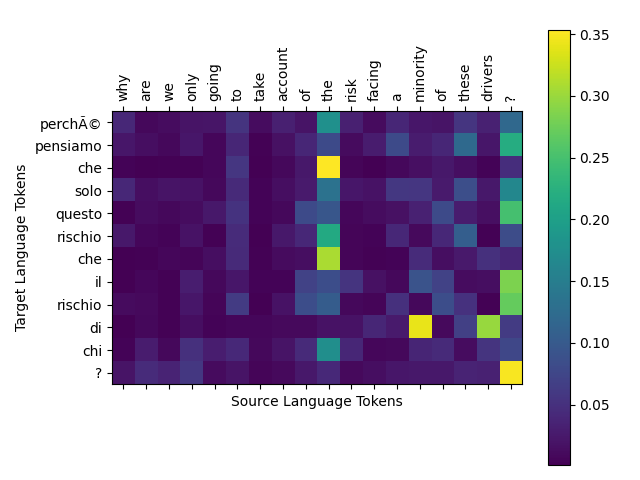 why are we only going to take account of the risk facing a minority of these drivers ?
perchÃ©
pensiamo
che
solo
questo
rischio
che
il
rischio
di
chi
?
Target Language Tokens
Source Language Tokens
0.35
0.30
0.25
0.20
0.15
0.10
0.05